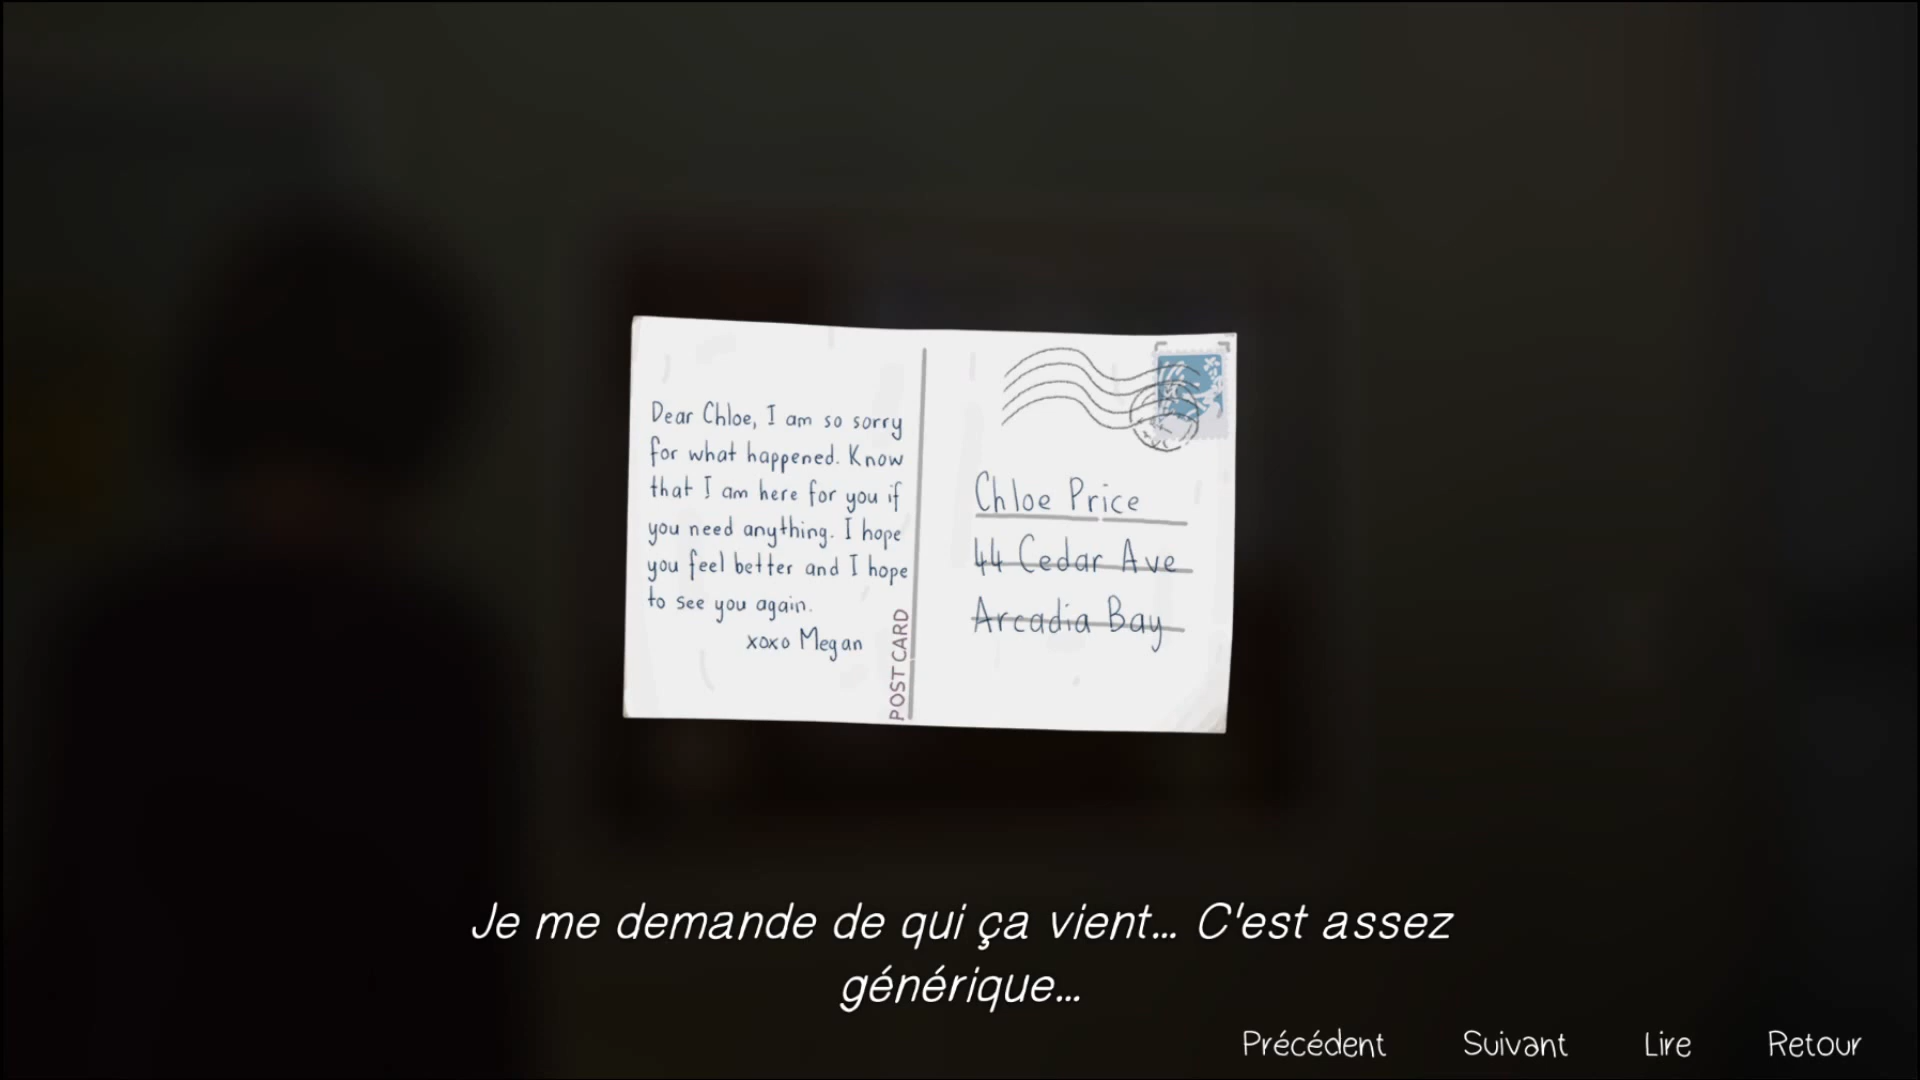 Dear Chloe, I am so sorry
for what happened. Know
that I am here for you if
you need anything. I hope
you feel better and I hope
to see you again.
xoxo Megan
POST CARD
Chloe Price
44 Cedar Ave
Arcadia Bay
Je me demande de qui ça vient... C'est assez
générique...
Précédent Suivant Lire Retour